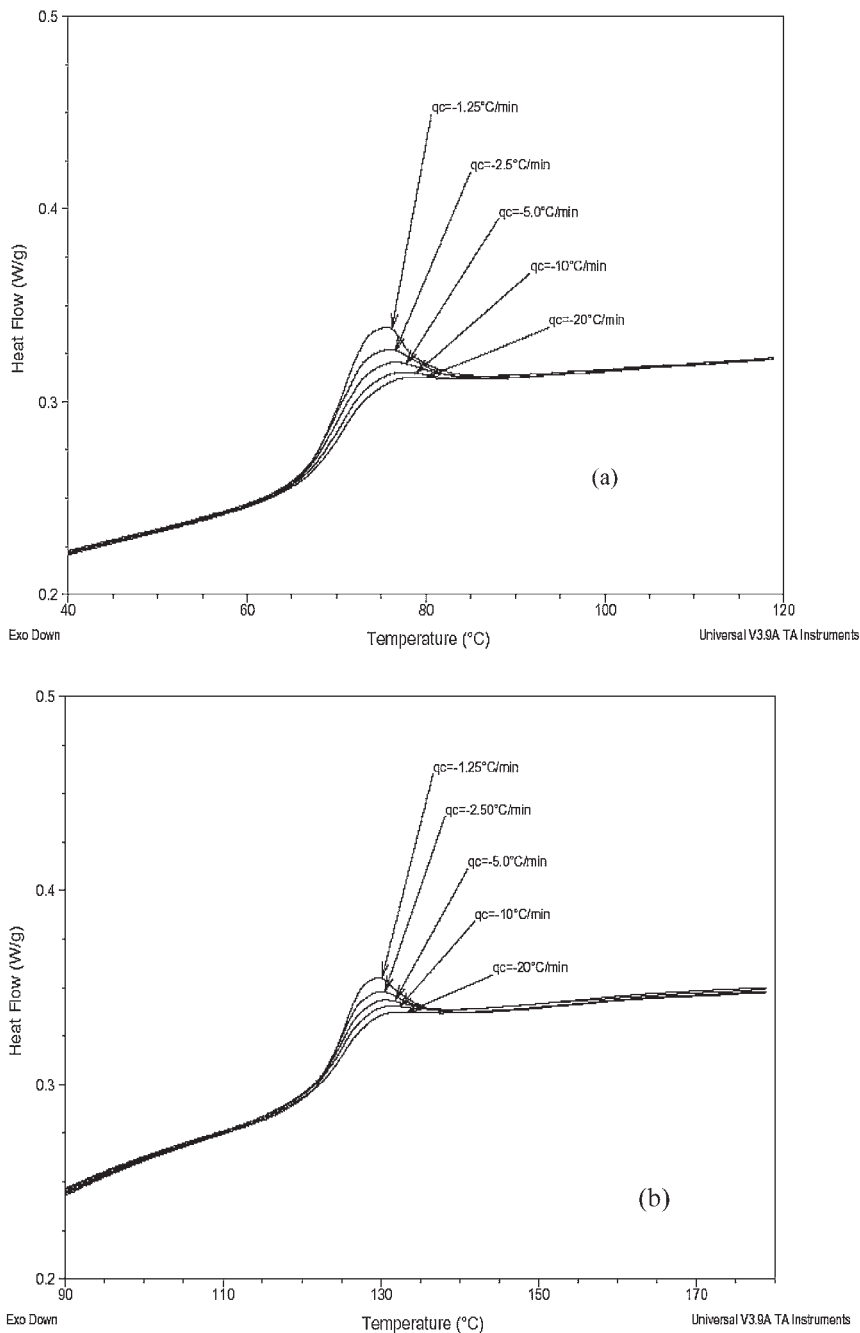 0.5
qc=-1.25°C/min
qc=-2.5°C/min
0.4
qc=-5.0°C/min
qc=-10°C/min
qc=-20°C/min
Heat Flow (W/g)
0.3
(a)
0.2
40 60 80 100 120
Exo Down Temperature (°C) Universal V3.9A TA Instruments
0.5
qc=-1.25°C/min
qc=-2.50°C/min
0.4
qc=-5.0°C/min
qc=-10°C/min
qc=-20°C/min
Heat Flow (W/g)
0.3
(b)
0.2
90 110 130 150 170
Exo Down Temperature (°C) Universal V3.9A TA Instruments